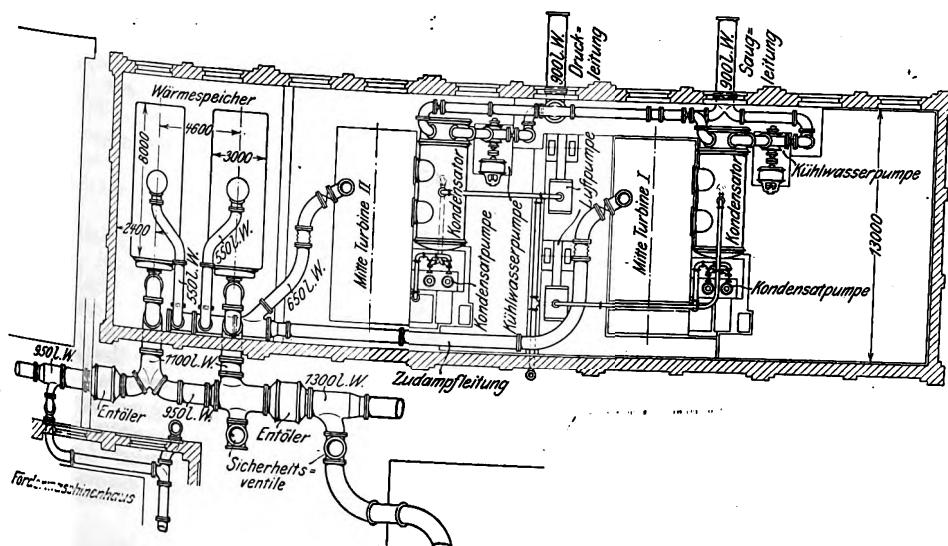 900 l.W.
Druck=
leitung
900 l.W.
Saug=
leitung
Wärmespeicher
4600
8000
3000
2400
550 l.W.
550 l.W.
650 l.W.
Mitte Turbine II
Kondensator
Kondensatpumpe
Kühlwasserpumpe
Luftpumpe
Mitte Turbine I
Kondensator
Kühlwasserpumpe
Kondensatpumpe
13000
Zudampfleitung
950 l.W.
1100 l.W.
950 l.W.
1300 l.W.
Entöler
Entöler
Sicherheits=
ventile
Fördermaschinenhaus